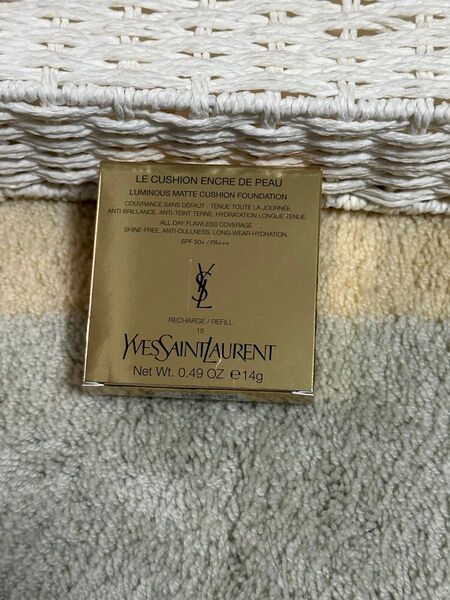 LE CUSHION ENCRE DE PEAU
LUMINOUS MATTE CUSHION FOUNDATION
COUVRANCE SANS DÉFAUT - TENUE TOUTE LA JOURNÉE
ANTI-BRILLANCE. ANTI-TEINT TERNE. HYDRATATION LONGUE TENUE.
ALL DAY FLAWLESS COVERAGE
SHINE-FREE. ANTI-DULLNESS. LONG-WEAR HYDRATION.
SPF 50+ / PA+++
YSL
RECHARGE / REFILL
15
YVESSAINTLAURENT
Net Wt. 0.49 OZ ℮14g